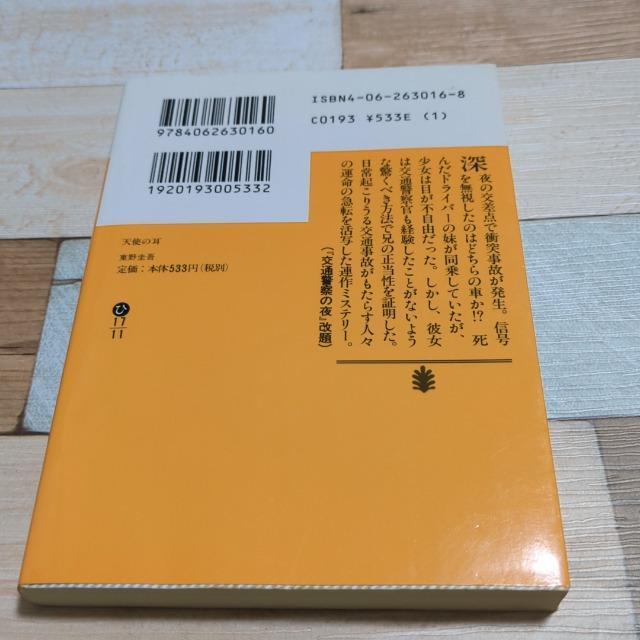 9784062630160
1920193005332
ISBN4-06-263016-8
C0193 ¥533E (1)
深夜の交差点で衝突事故が発生。信号
を無視したのはどちらの車か!? 死
んだドライバーの妹が同乗していたが、
少女は目が不自由だった。しかし、彼女
は交通警察官も経験したことがないよう
な驚くべき方法で兄の正当性を証明した。
日常起こりうる交通事故がもたらす人々
の運命の急転を活写した連作ミステリー。
(『交通警察の夜』改題)
天使の耳
東野圭吾
定価:本体533円(税別)
ひ
17
11